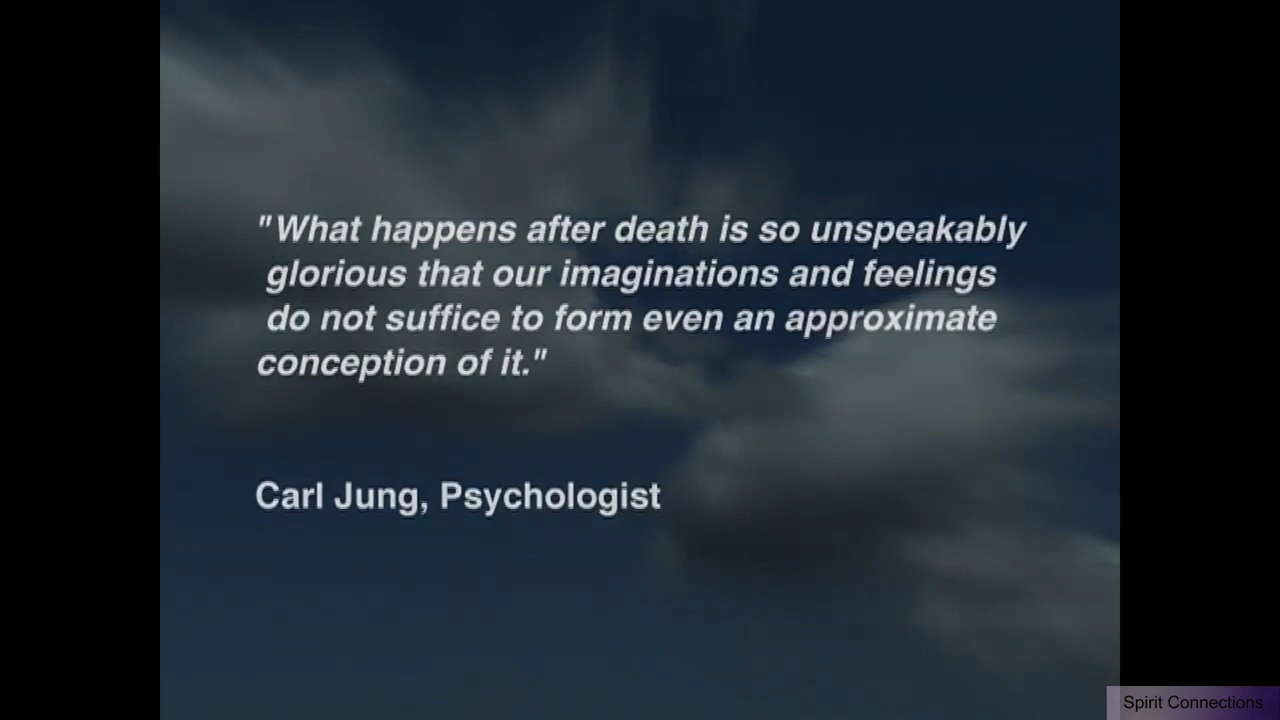 "What happens after death is so unspeakably
glorious that our imaginations and feelings
do not suffice to form even an approximate
conception of it."
Carl Jung, Psychologist
Spirit Connections